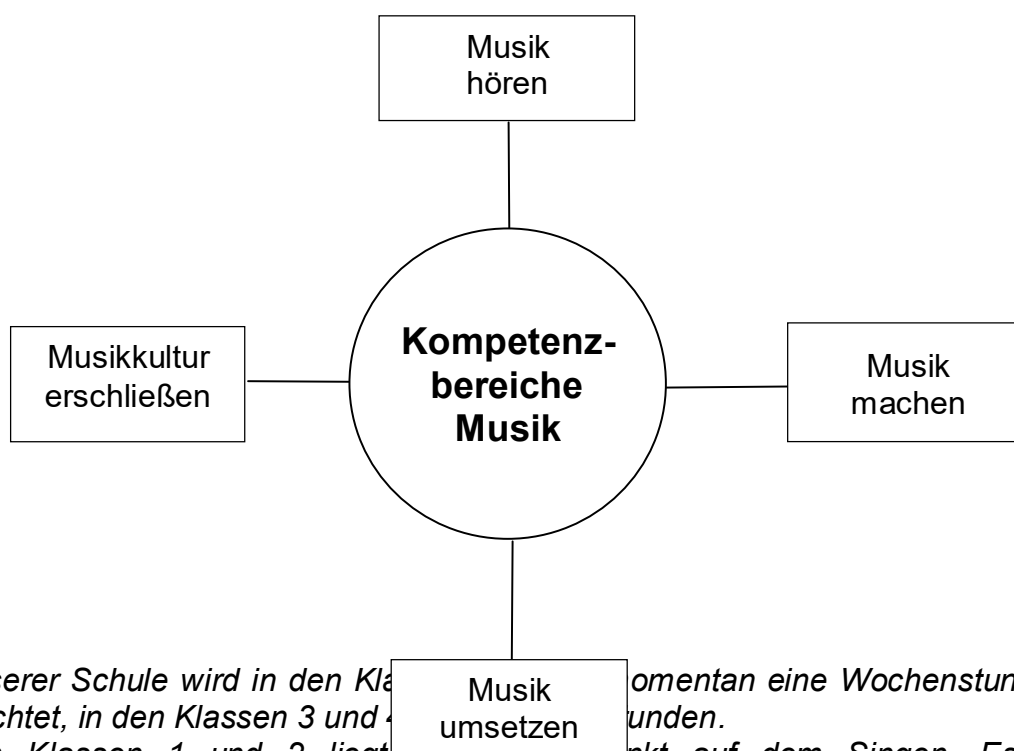 Musik
hören
Kompetenz-
bereiche
Musik
Musikkultur
erschließen
Musik
machen
Musik
umsetzen
Schule wird in den eine
in den Klassen 3 und
Klassen 1 und 2 auf dem Singen.